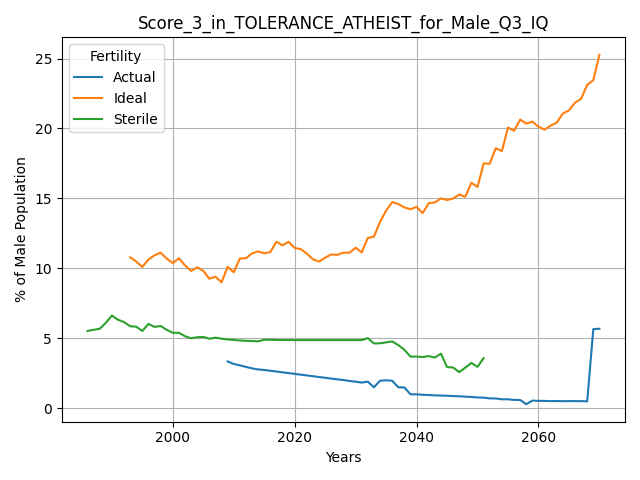 Score_3_in_TOLERANCE_ATHEIST_for_Male_Q3_IQ
Fertility
Actual
Ideal
Sterile
% of Male Population
25
20
15
10
5
0
2000
2020
2040
2060
Years